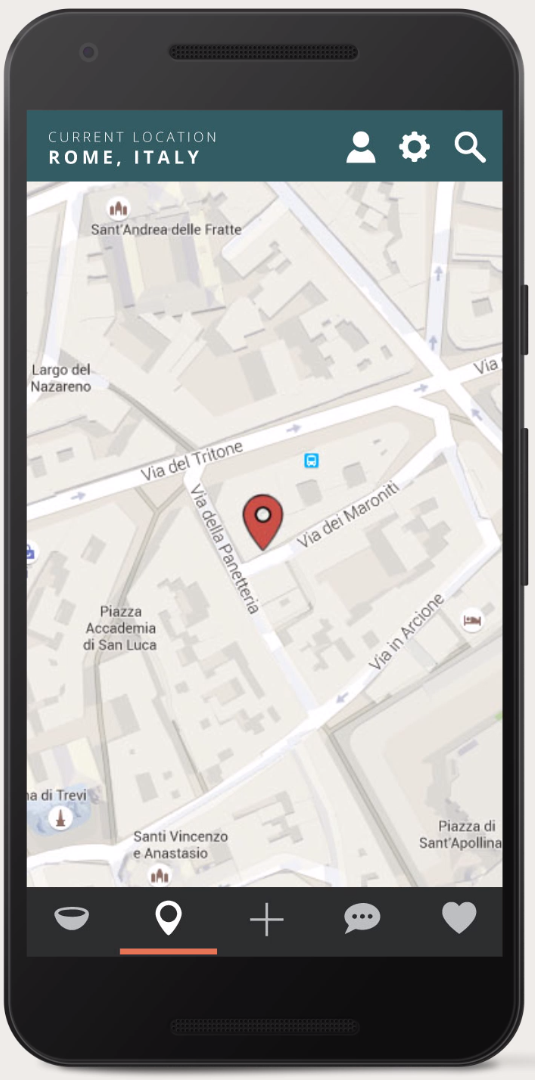 CURRENT LOCATION
ROME, ITALY
Sant'Andrea delle Fratte
Largo del
Nazareno
Via
Via del Tritone
Via della Panetteria
Via dei Maroniti
Piazza
Accademia
di San Luca
Via in Arcione
na di Trevi
Santi Vincenzo
e Anastasio
Piazza di
Sant'Apollina